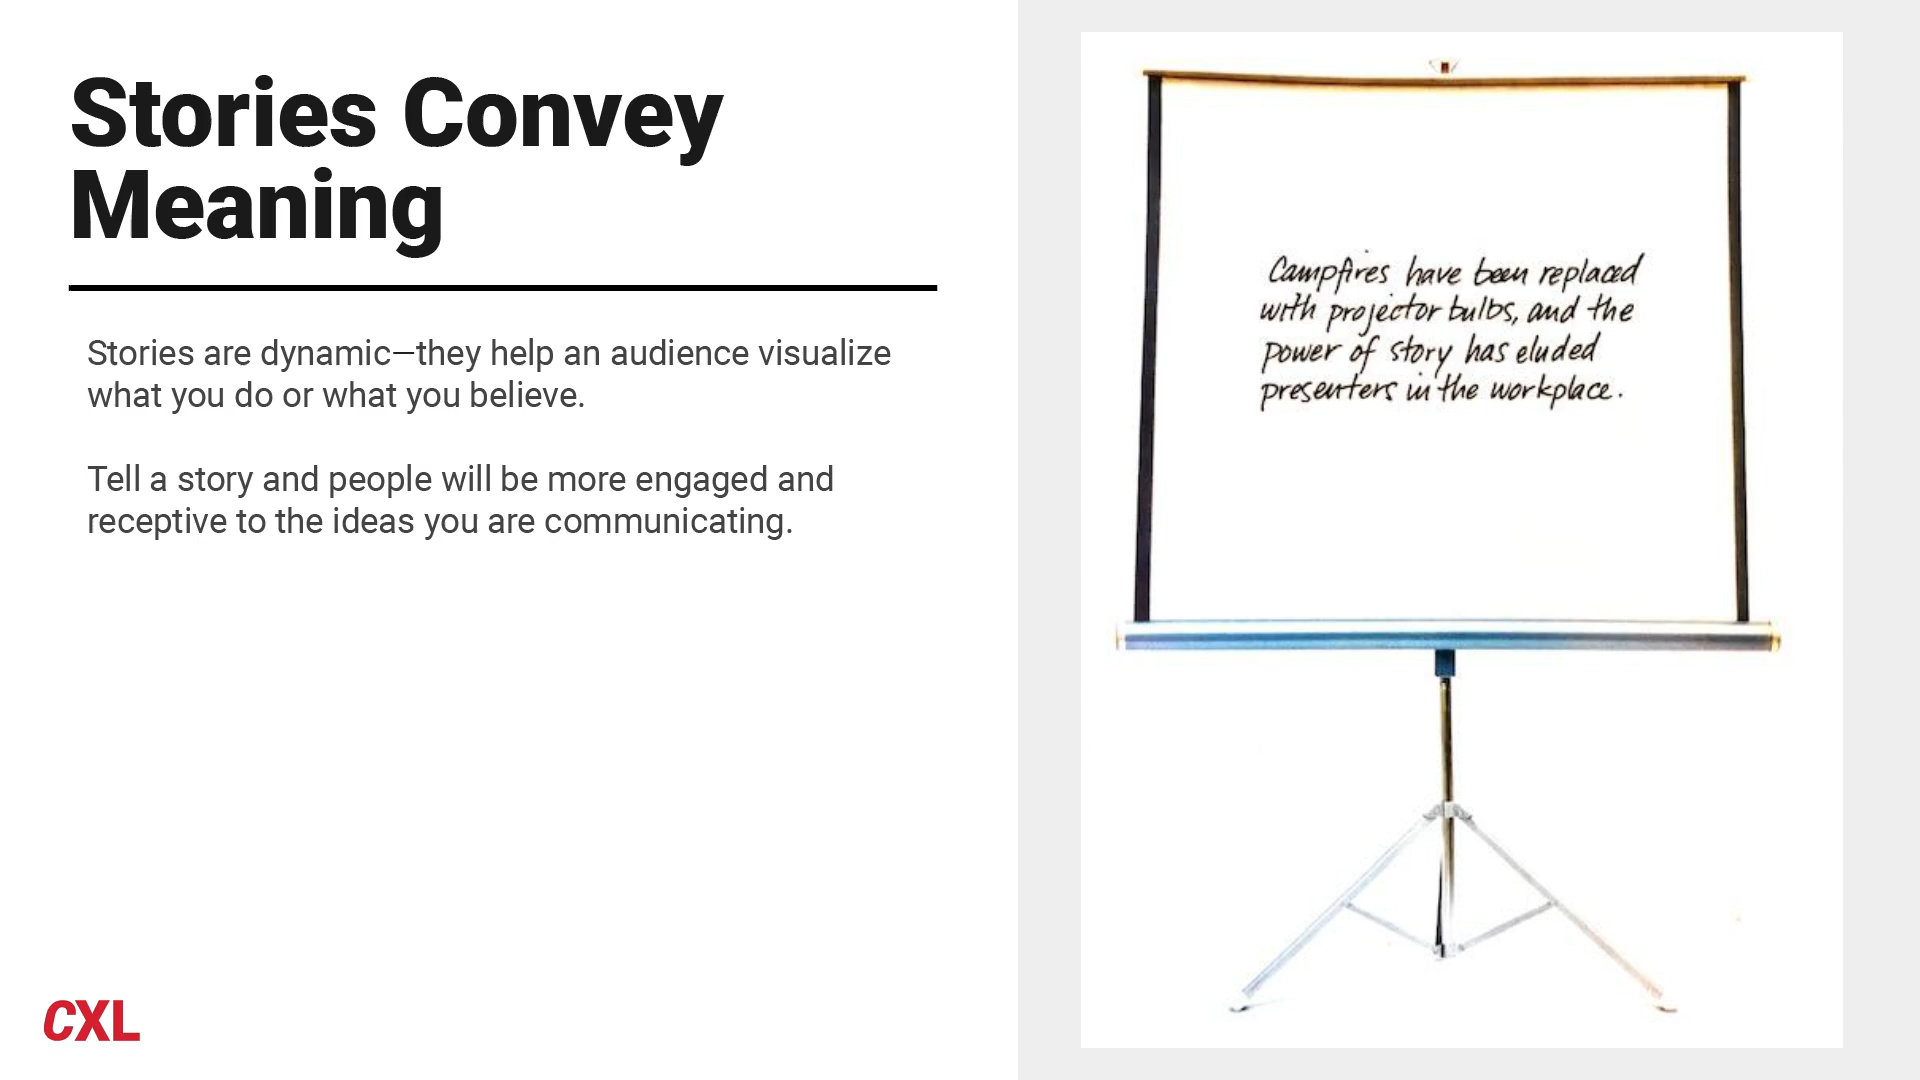 Stories Convey
Meaning
Stories are dynamic—they help an audience visualize
what you do or what you believe.
Tell a story and people will be more engaged and
receptive to the ideas you are communicating.
Campfires have been replaced
with projector bulbs, and the
power of story has eluded
presenters in the workplace.
CXL